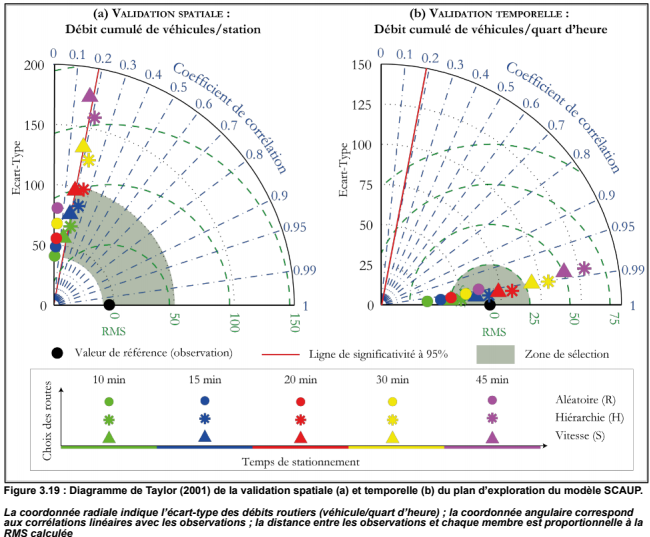 (a) VALIDATION SPATIALE :
Débit cumulé de véhicules/station
(b) VALIDATION TEMPORELLE :
Débit cumulé de véhicules/quart d'heure
Ecart-Type
200
150
100
50
0
0
0.1
0.2
0.3
0.4
0.5
0.6
0.7
0.8
0.9
0.95
0.99
1
Coefficient de corrélation
0
50
100
150
RMS
Ecart-Type
150
125
100
75
50
25
0
0
0.1
0.2
0.3
0.4
0.5
0.6
0.7
0.8
0.9
0.95
0.99
1
Coefficient de corrélation
0
25
50
75
RMS
Valeur de référence (observation)
Ligne de significativité à 95%
Zone de sélection
Choix des routes
10 min
15 min
20 min
30 min
45 min
Aléatoire (R)
Hiérarchie (H)
Vitesse (S)
Temps de stationnement
Figure 3.19 : Diagramme de Taylor (2001) de la validation spatiale (a) et temporelle (b) du plan d'exploration du modèle SCAUP.
La coordonnée radiale indique l'écart-type des débits routiers (véhicule/quart d'heure) ; la coordonnée angulaire correspond
aux corrélations linéaires avec les observations ; la distance entre les observations et chaque membre est proportionnelle à la
RMS calculée